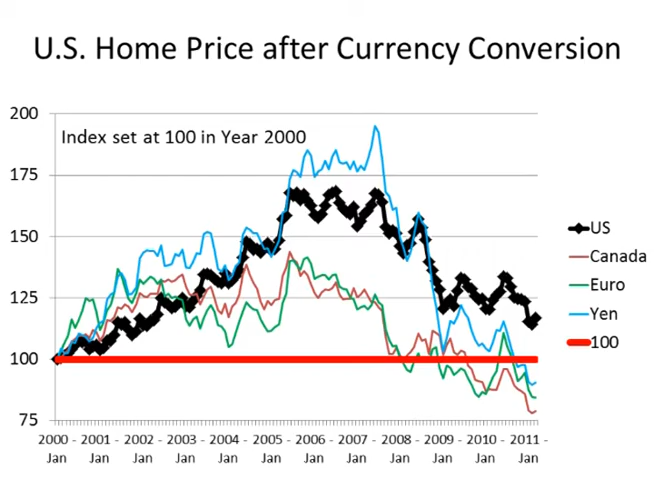 U.S. Home Price after Currency Conversion
200
Index set at 100 in Year 2000
175
150
125
100
75
US
Canada
Euro
Yen
100
2000 - 2001 - 2002 - 2003 - 2004 - 2005 - 2006 - 2007 - 2008 - 2009 - 2010 - 2011 -
Jan Jan Jan Jan Jan Jan Jan Jan Jan Jan Jan Jan